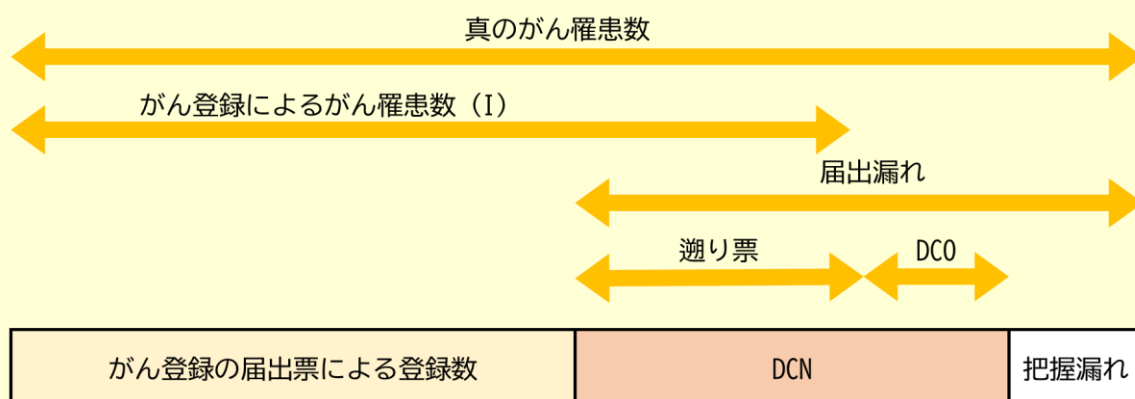 真のがん罹患数
がん登録によるがん罹患数 (I)
届出漏れ
遡り票
DCO
がん登録の届出票による登録数
DCN
把握漏れ